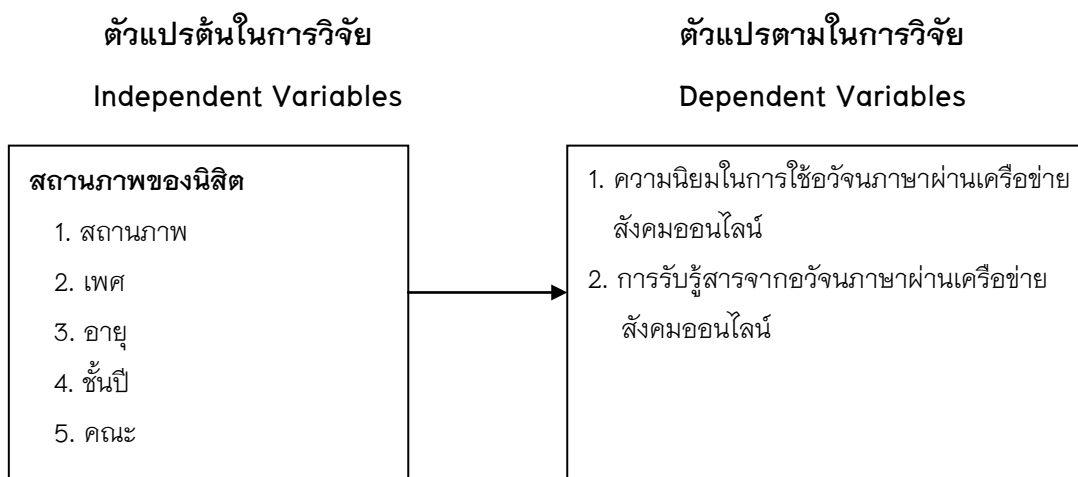 ตัวแปรต้นในการวิจัย
Independent Variables
สถานภาพของนิสิต
1. สถานภาพ
2. เพศ
3. อายุ
4. ชั้นปี
5. คณะ
ตัวแปรตามในการวิจัย
Dependent Variables
1. ความนิยมในการใช้อวัจนภาษาผ่านเครือข่าย
สังคมออนไลน์
2. การรับรู้สารจากอวัจนภาษาผ่านเครือข่าย
สังคมออนไลน์